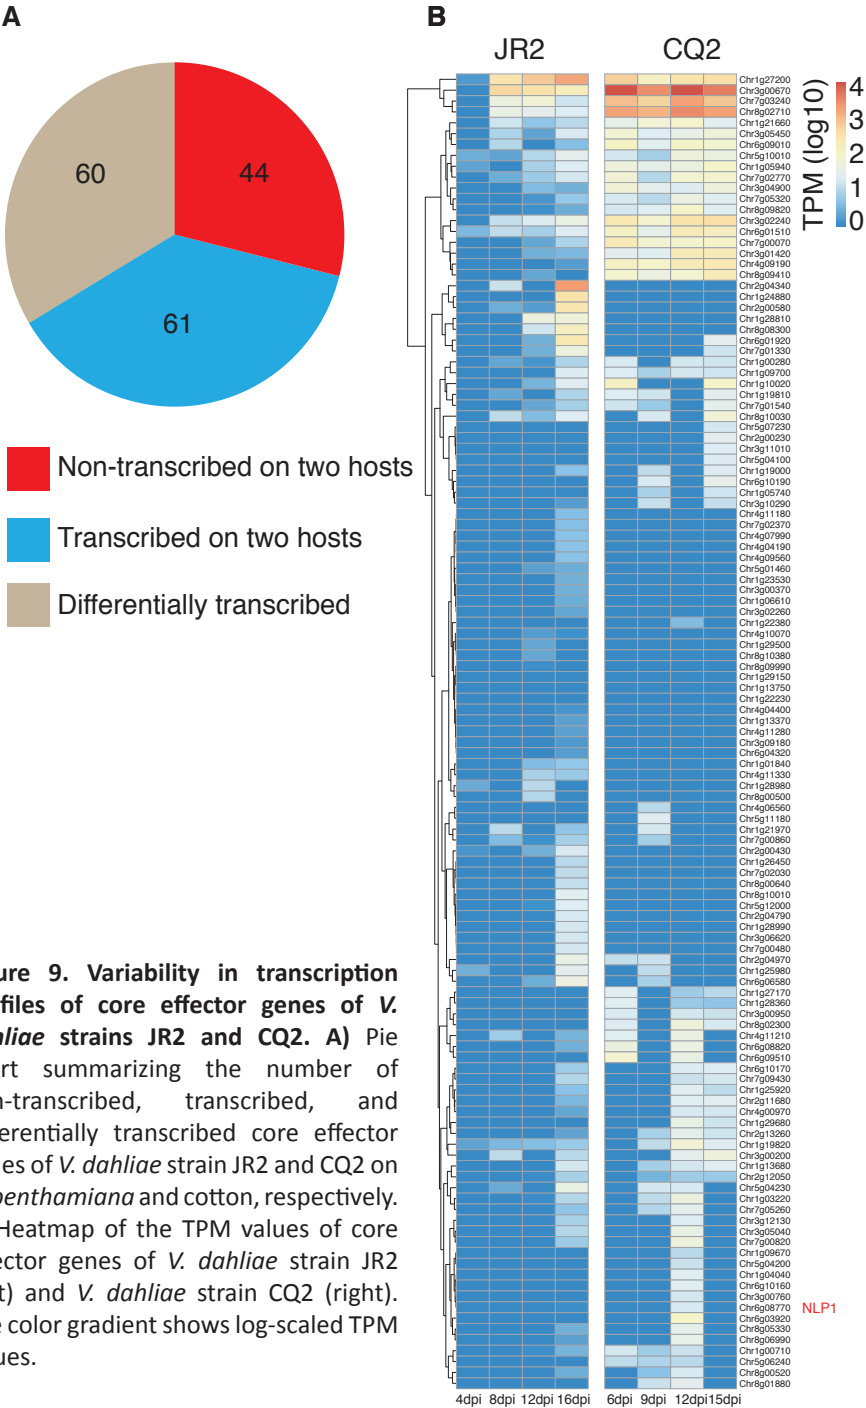 A
60
44
61
Non-transcribed on two hosts
Transcribed on two hosts
Differentially transcribed
ure 9. Variability in transcription
files of core effector genes of V.
hliae strains JR2 and CQ2. A) Pie
rt summarizing the number of
n-transcribed, transcribed, and
ferentially transcribed core effector
es of V. dahliae strain JR2 and CQ2 on
benthamiana and cotton, respectively.
Heatmap of the TPM values of core
ector genes of V. dahliae strain JR2
t) and V. dahliae strain CQ2 (right).
e color gradient shows log-scaled TPM
ues.
B
JR2 CQ2
TPM (log10)
4
3
2
1
0
Chr1g27200
Chr3g00670
Chr7g03240
Chr8g02710
Chr1g21660
Chr3g05450
Chr6g09010
Chr5g10010
Chr1g05940
Chr7g02770
Chr3g04900
Chr7g05320
Chr8g09820
Chr3g02240
Chr6g01510
Chr7g00070
Chr3g01420
Chr4g09190
Chr8g09410
Chr2g04340
Chr1g24880
Chr2g00580
Chr1g28810
Chr8g08300
Chr6g01920
Chr7g01330
Chr1g00280
Chr1g09700
Chr1g10020
Chr1g19810
Chr7g01540
Chr8g10030
Chr5g07230
Chr2g00230
Chr3g11010
Chr5g04100
Chr1g19000
Chr6g10190
Chr1g05740
Chr3g10290
Chr4g11180
Chr7g02370
Chr4g07990
Chr4g04190
Chr4g09560
Chr5g01460
Chr1g23530
Chr3g00370
Chr1g06610
Chr3g02260
Chr1g22380
Chr4g10070
Chr1g29500
Chr8g10380
Chr8g09990
Chr1g29150
Chr1g13750
Chr1g22230
Chr4g04400
Chr1g13370
Chr4g11280
Chr3g09180
Chr6g04320
Chr1g01840
Chr4g11330
Chr1g28980
Chr8g00500
Chr4g06560
Chr5g11180
Chr1g21970
Chr7g00860
Chr2g00430
Chr1g26450
Chr7g02030
Chr8g00640
Chr8g10010
Chr5g12000
Chr2g04790
Chr1g28990
Chr3g06620
Chr7g00480
Chr2g04970
Chr1g25980
Chr6g06580
Chr1g27170
Chr1g28360
Chr3g00950
Chr8g02300
Chr4g11210
Chr6g08820
Chr6g09510
Chr6g10170
Chr7g09430
Chr1g25920
Chr2g11680
Chr4g00970
Chr1g29680
Chr2g13260
Chr1g19820
Chr3g00200
Chr1g13680
Chr2g12050
Chr5g04230
Chr1g03220
Chr7g05260
Chr3g12130
Chr3g05040
Chr7g00820
Chr1g09670
Chr5g04200
Chr1g04040
Chr6g10160
Chr3g00760
Chr6g08770 NLP1
Chr6g03920
Chr8g05330
Chr8g06990
Chr1g00710
Chr5g06240
Chr8g00520
Chr8g01880
4dpi 8dpi 12dpi 16dpi 6dpi 9dpi 12dpi 15dpi